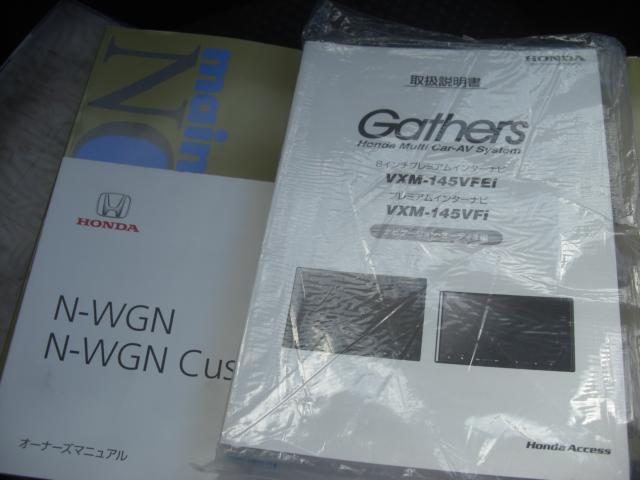 main
NO
HONDA
N-WGN
N-WGN Cus
オーナーズマニュアル
HONDA
取扱説明書
Gathers
Honda Multi Car-AV System
8インチプレミアムインターナビ
VXM-145VFEi
プレミアムインターナビ
VXM-145VFi
Honda Access